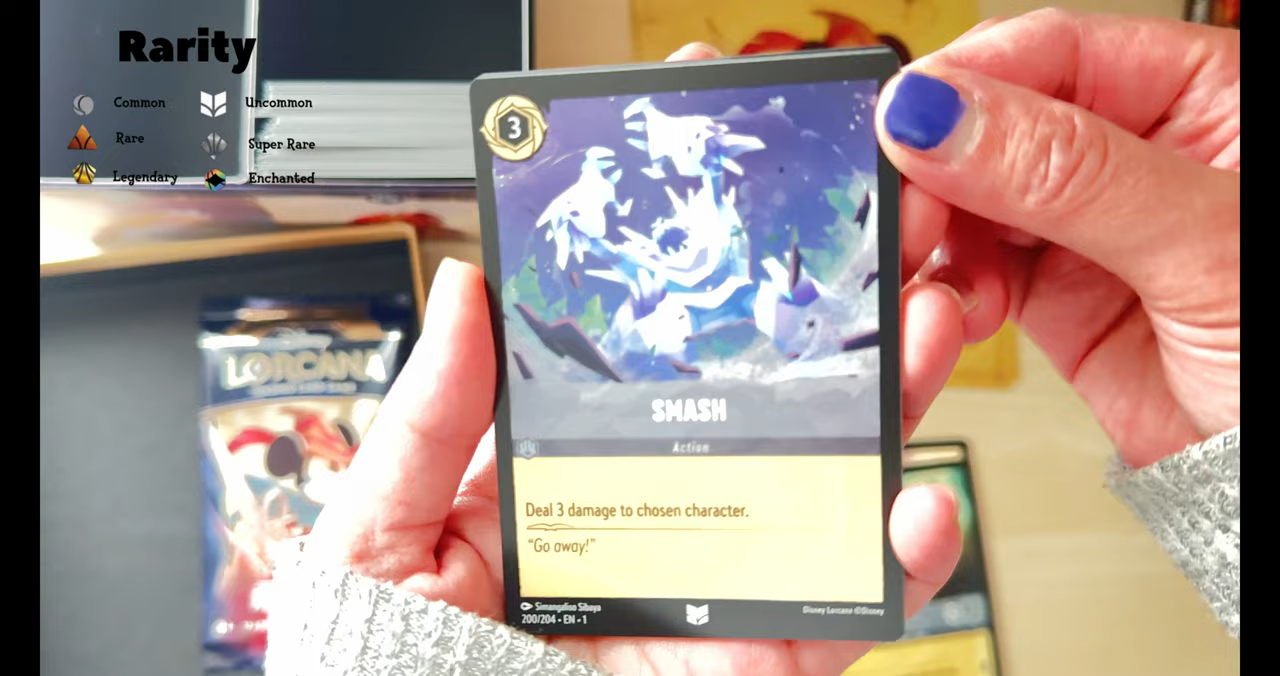 Rarity
Common
Uncommon
Rare
Super Rare
Legendary
Enchanted
3
LORCANA
SMASH
Action
Deal 3 damage to chosen character.
“Go away!”
Simangaliso Sibaya
200/204 • EN • 1
Disney Lorcana ©Disney